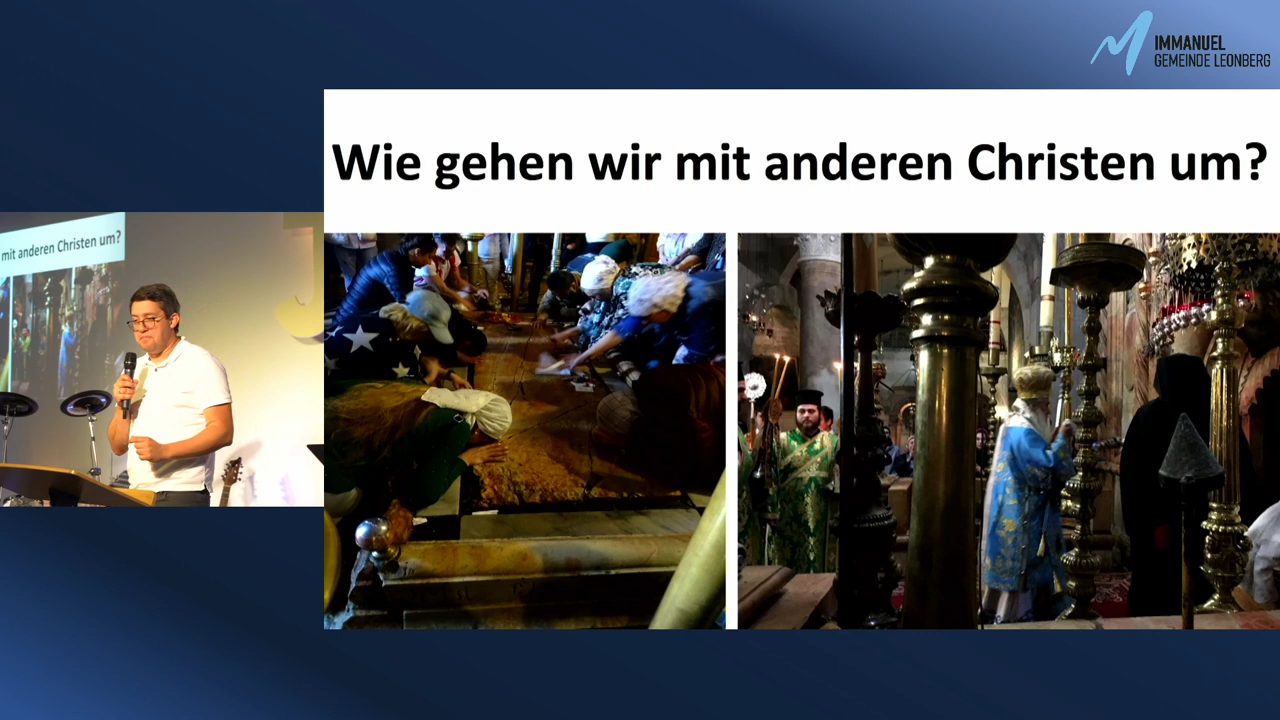 IMMANUEL
GEMEINDE LEONBERG
Wie gehen wir mit anderen Christen um?
mit anderen Christen um?
J